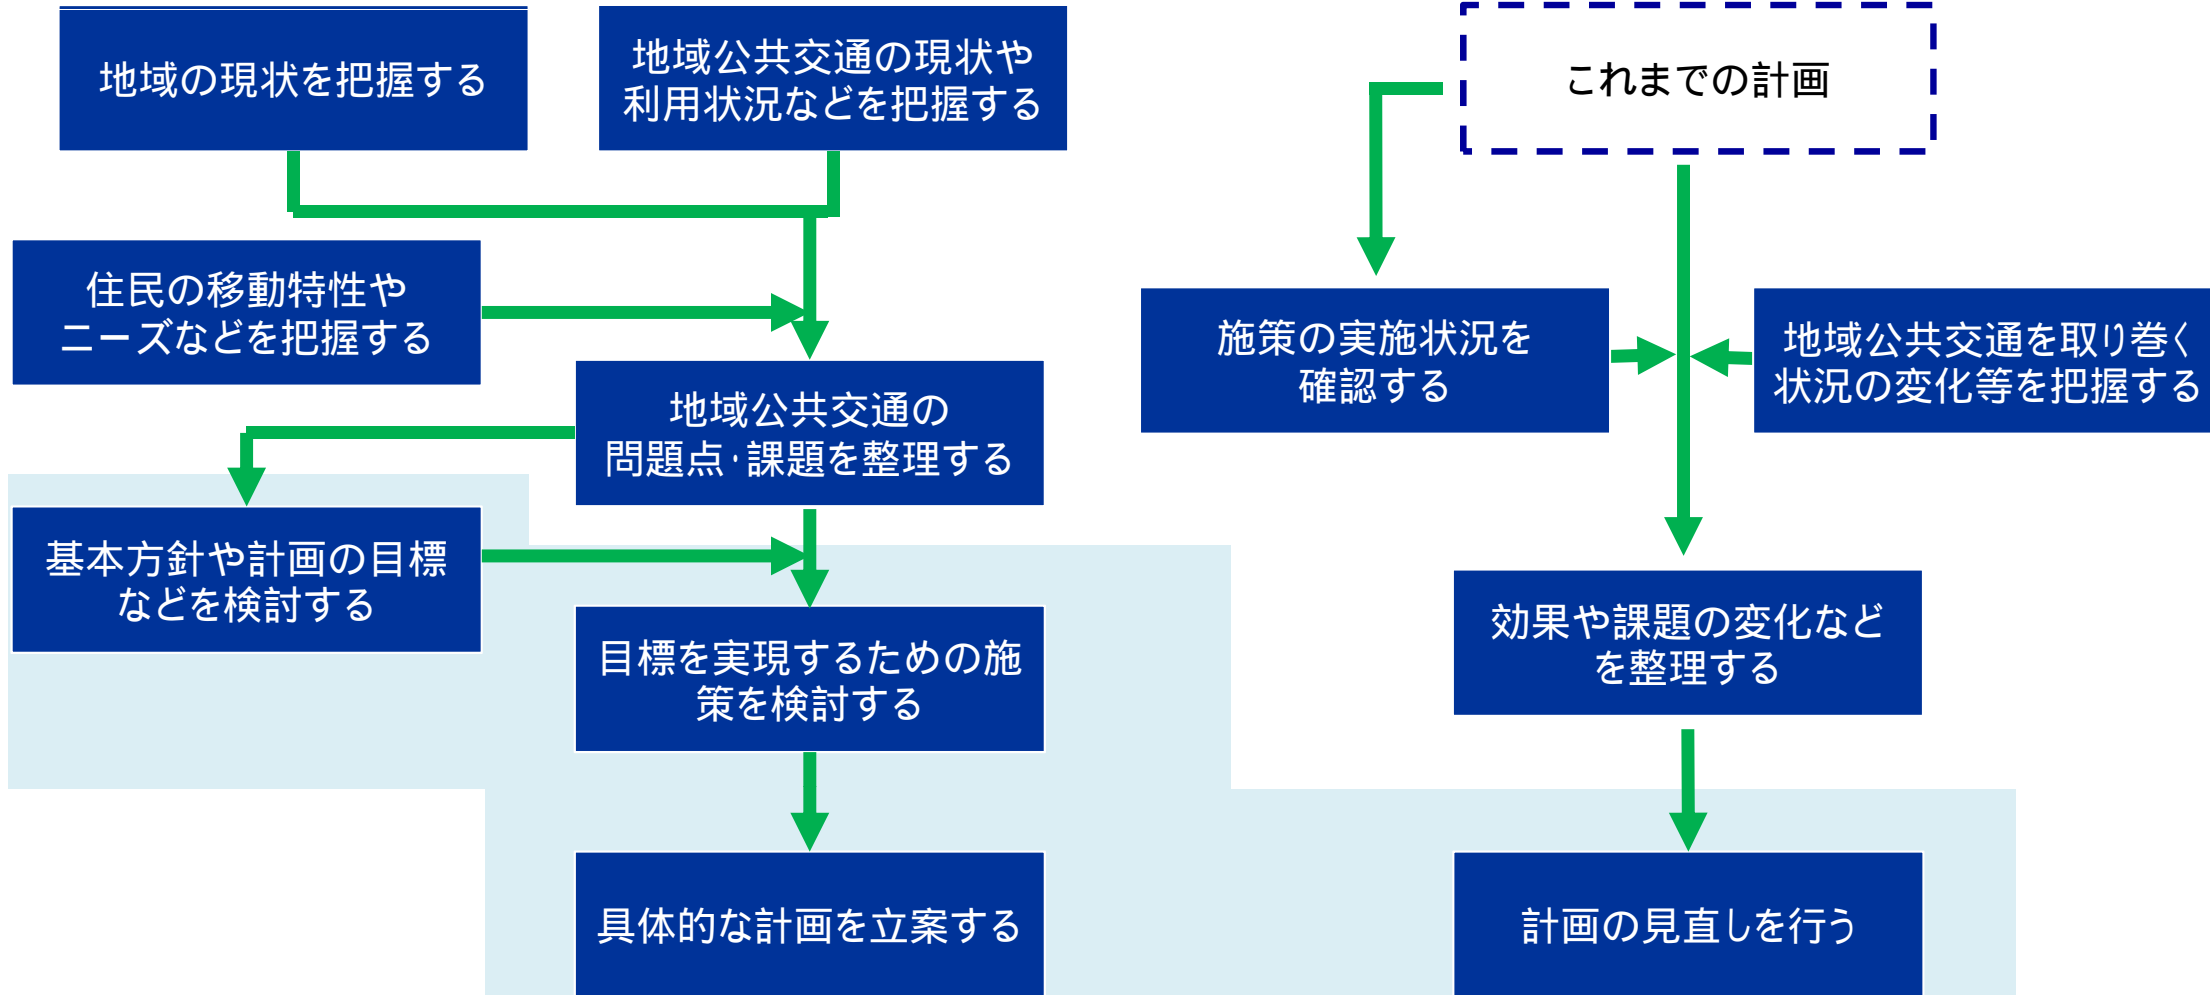 地域の現状を把握する
地域公共交通の現状や
利用状況などを把握する
これまでの計画
住民の移動特性や
ニーズなどを把握する
施策の実施状況を
確認する
地域公共交通を取り巻く
状況の変化等を把握する
地域公共交通の
問題点・課題を整理する
基本方針や計画の目標
などを検討する
目標を実現するための施
策を検討する
効果や課題の変化など
を整理する
具体的な計画を立案する
計画の見直しを行う